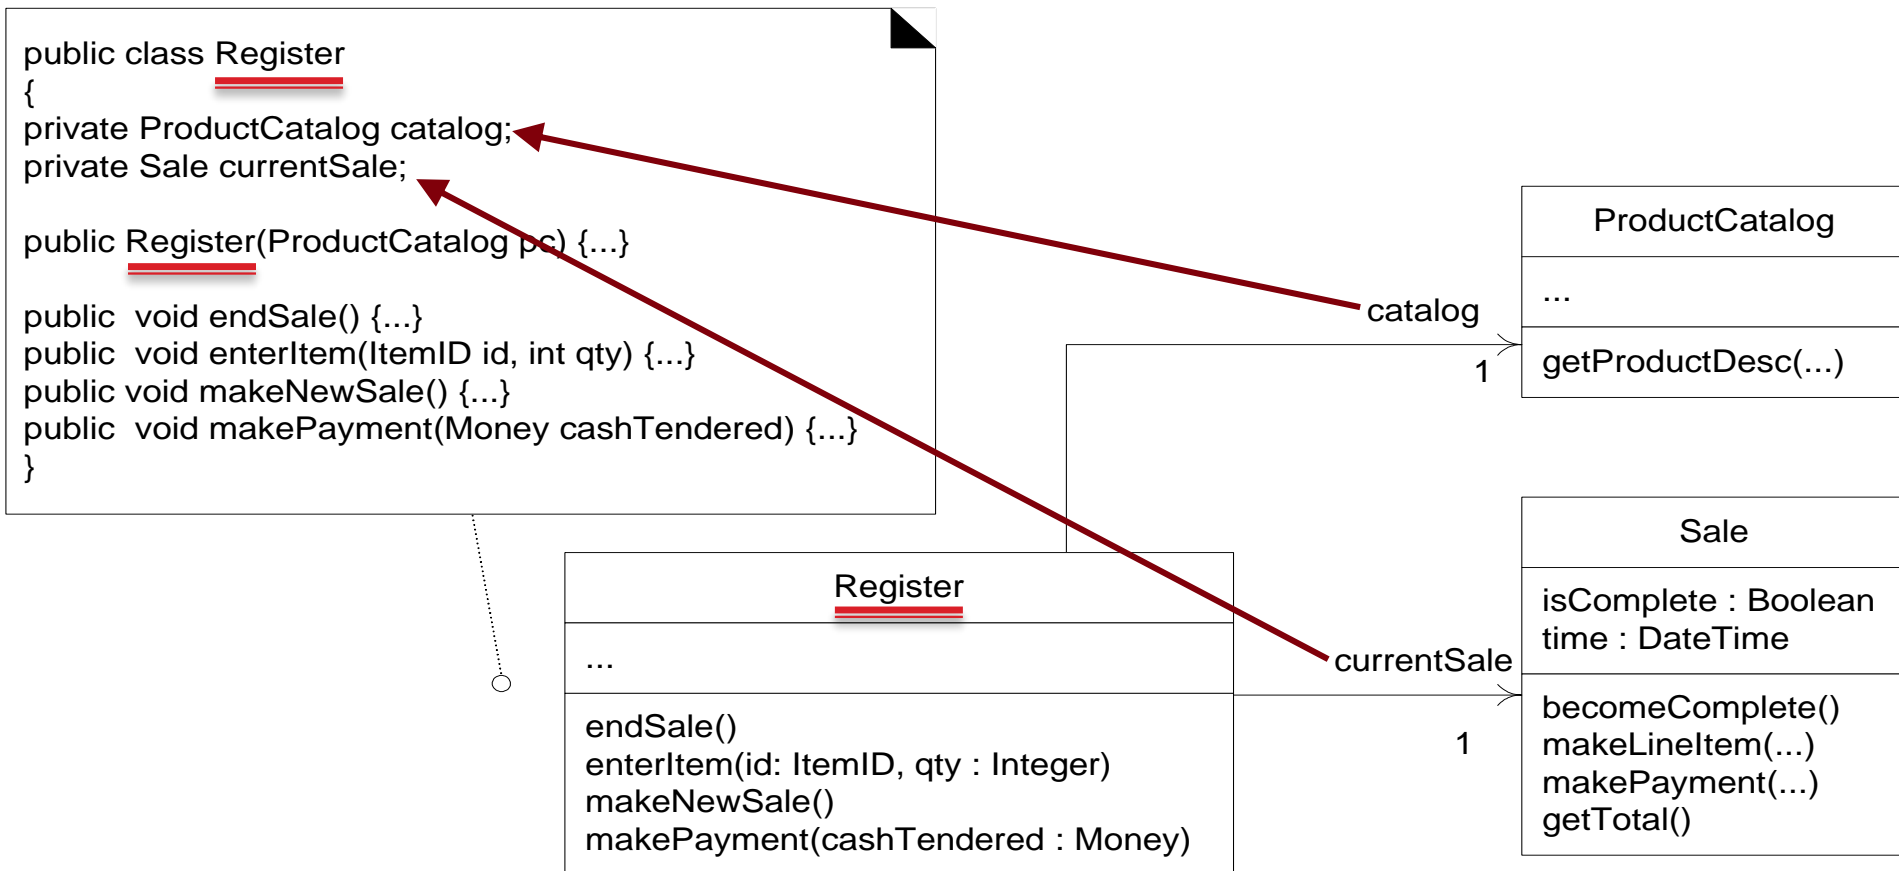 public class Register
{
private ProductCatalog catalog;
private Sale currentSale;
public Register(ProductCatalog pc) {...}
public  void endSale() {...}
public  void enterItem(ItemID id, int qty) {...}
public void makeNewSale() {...}
public  void makePayment(Money cashTendered) {...}
}
catalog
1
ProductCatalog
...
getProductDesc(...)
Register
...
endSale()
enterItem(id: ItemID, qty : Integer)
makeNewSale()
makePayment(cashTendered : Money)
currentSale
1
Sale
isComplete : Boolean
time : DateTime
becomeComplete()
makeLineItem(...)
makePayment(...)
getTotal()